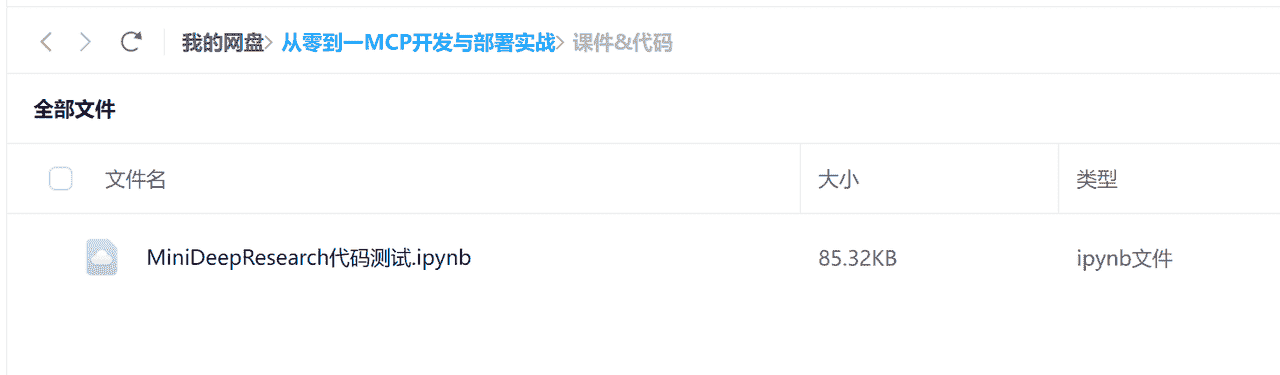 我的网盘> 从零到一MCP开发与部署实战> 课件&代码
全部文件
文件名 大小 类型
MiniDeepResearch代码测试.ipynb 85.32KB ipynb文件